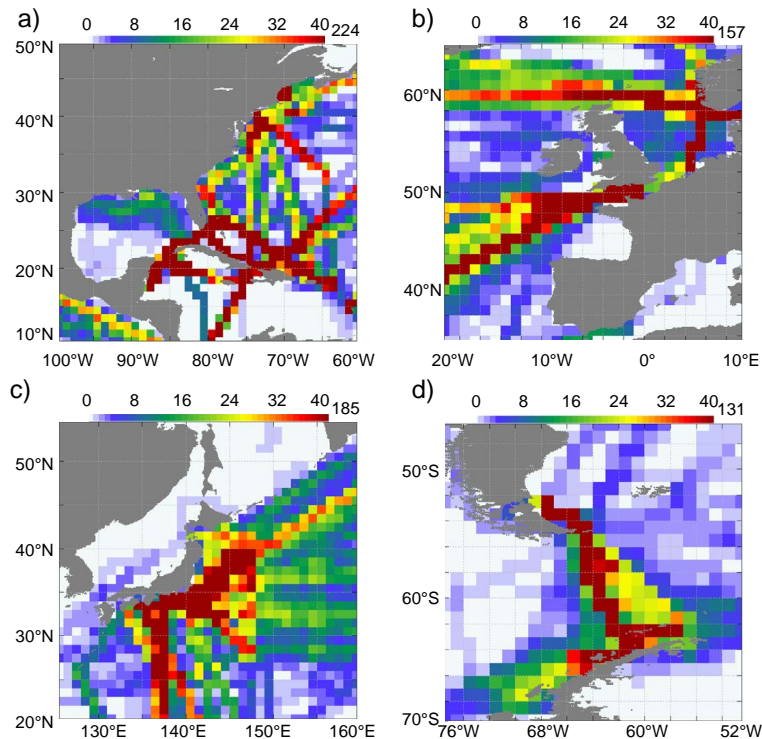 a)
0 8 16 24 32 40 224
50°N
40°N
30°N
20°N
10°N
100°W 90°W 80°W 70°W 60°W
b)
0 8 16 24 32 40 157
60°N
50°N
40°N
20°W 10°W 0° 10°E
c)
0 8 16 24 32 40 185
50°N
40°N
30°N
20°N
130°E 140°E 150°E 160°E
d)
0 8 16 24 32 40 131
50°S
60°S
70°S
76°W 68°W 60°W 52°W